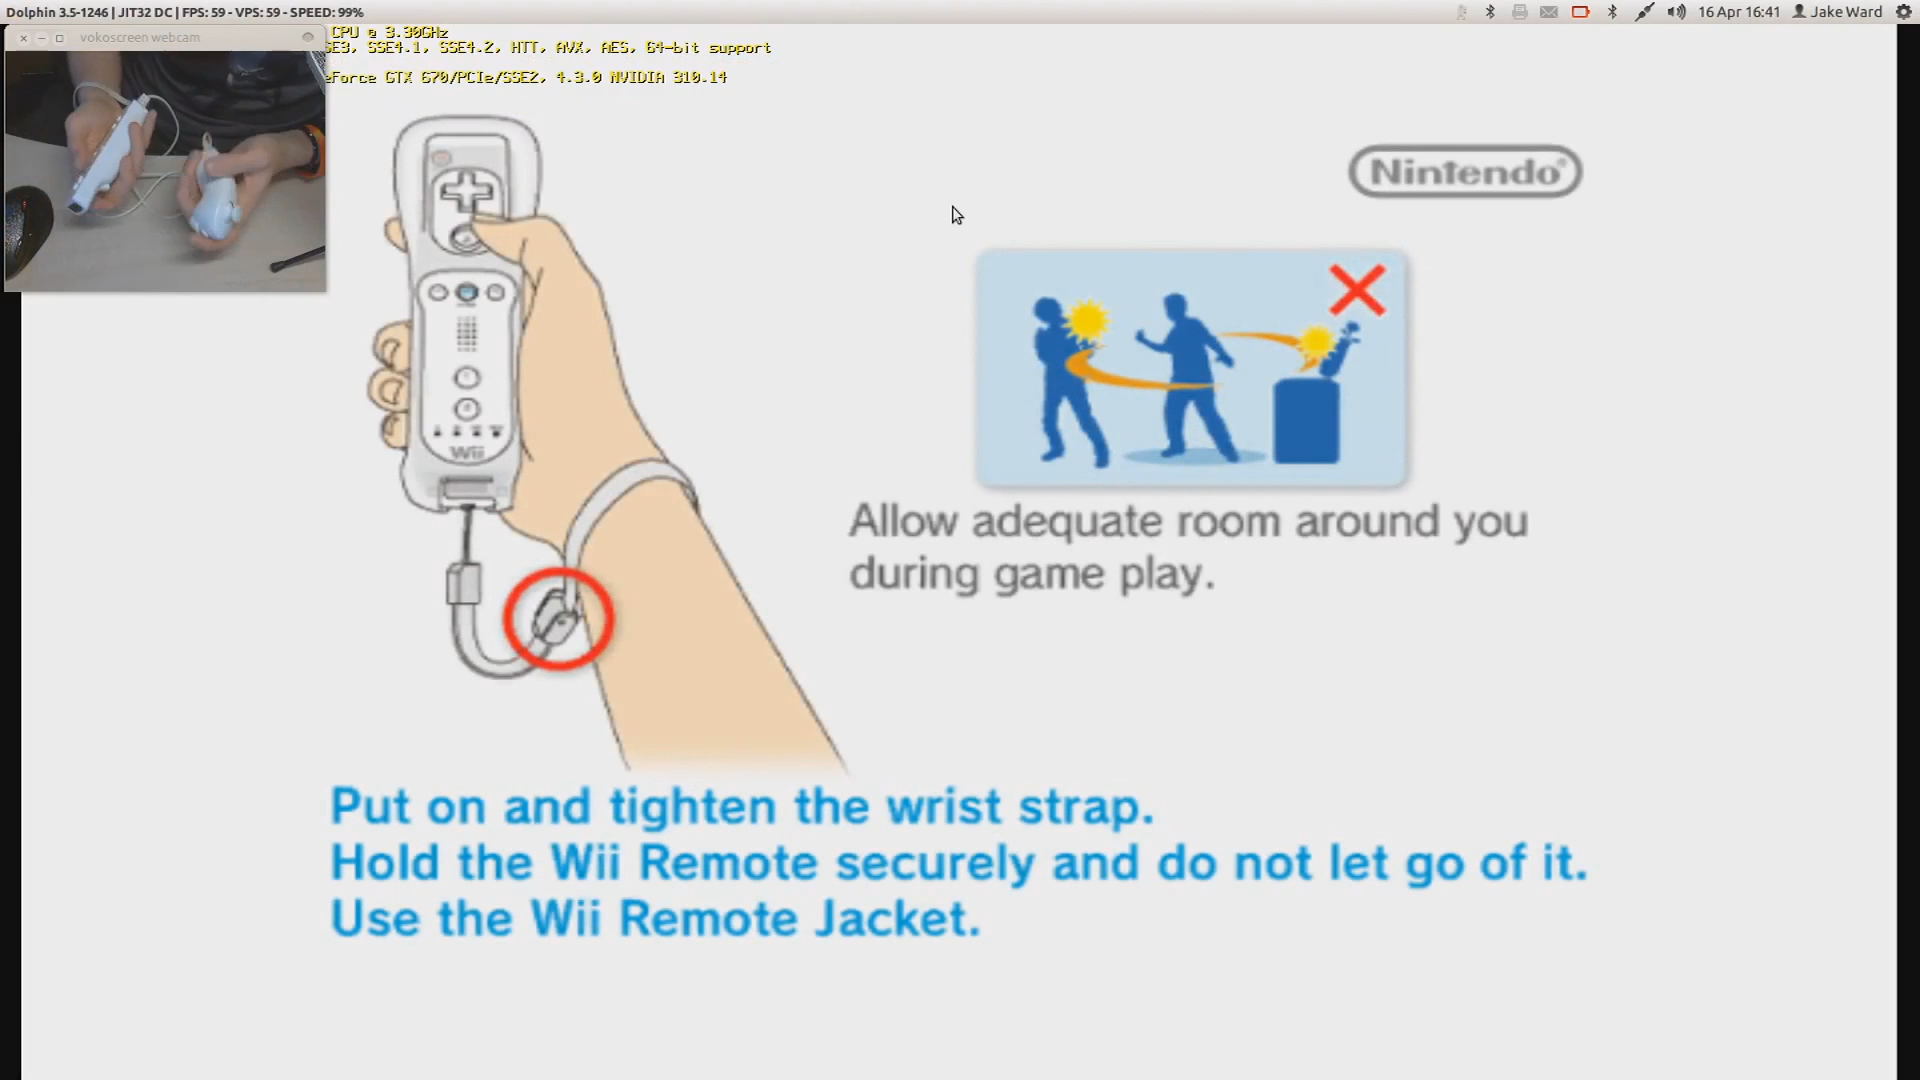 Dolphin 3.5-1246 | JIT32 DC | FPS: 59 - VPS: 59 - SPEED: 99%
16 Apr 16:41 Jake Ward
vokoscreen webcam
CPU @ 3.30GHz
SE3, SSE4.1, SSE4.2, HTT, AVX, AES, 64-bit support
eForce GTX 670/PCIe/SSE2, 4.3.0 NVIDIA 310.14
Nintendo®
Wii
Allow adequate room around you
during game play.
Put on and tighten the wrist strap.
Hold the Wii Remote securely and do not let go of it.
Use the Wii Remote Jacket.